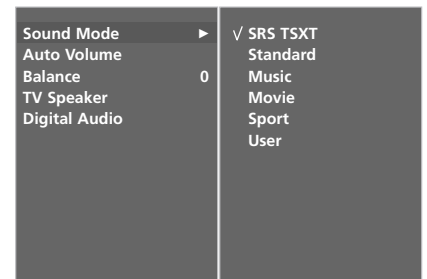 Sound Mode ►
Auto Volume
Balance 0
TV Speaker
Digital Audio
√ SRS TSXT
Standard
Music
Movie
Sport
User